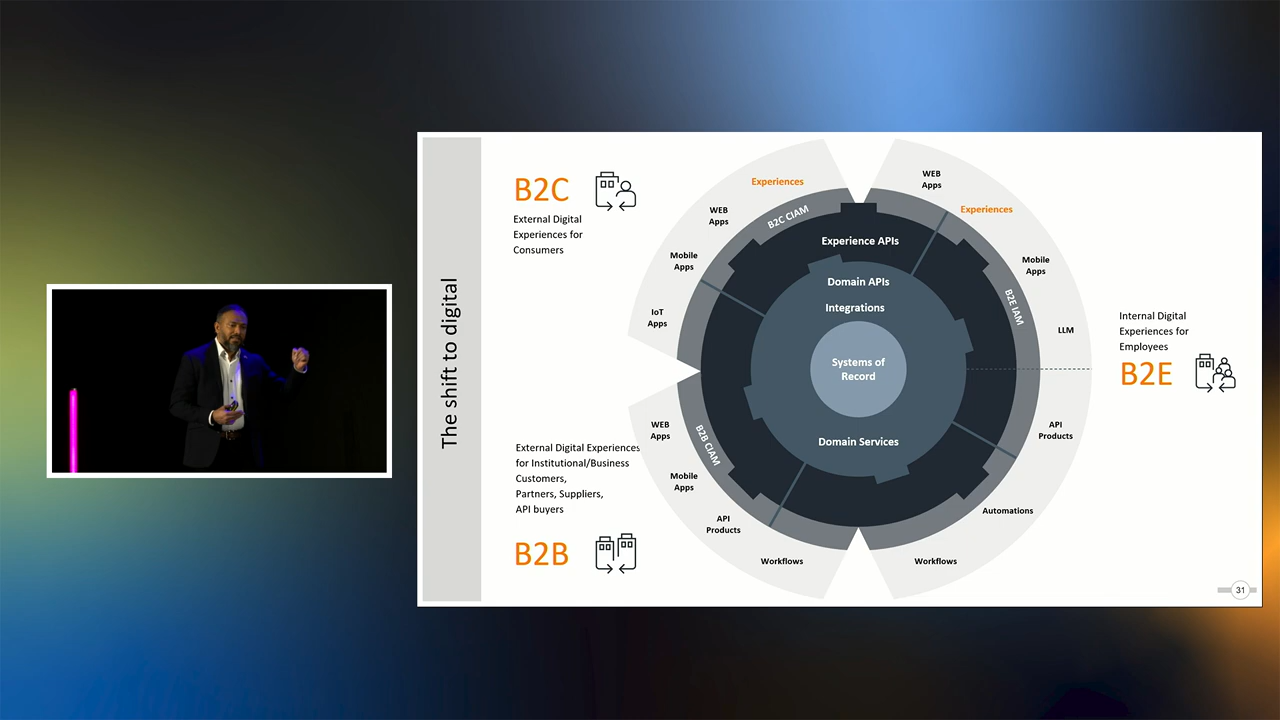 The shift to digital
B2C
External Digital
Experiences for
Consumers
External Digital Experiences
for Institutional/Business
Customers,
Partners, Suppliers,
API buyers
B2B
Experiences
WEB
Apps
Mobile
Apps
IoT
Apps
B2C CIAM
WEB
Apps
Mobile
Apps
API
Products
Workflows
B2B CIAM
Experience APIs
Domain APIs
Integrations
Systems of
Record
Domain Services
WEB
Apps
Experiences
Mobile
Apps
B2E IAM
LLM
API
Products
Automations
Workflows
Internal Digital
Experiences for
Employees
B2E
31